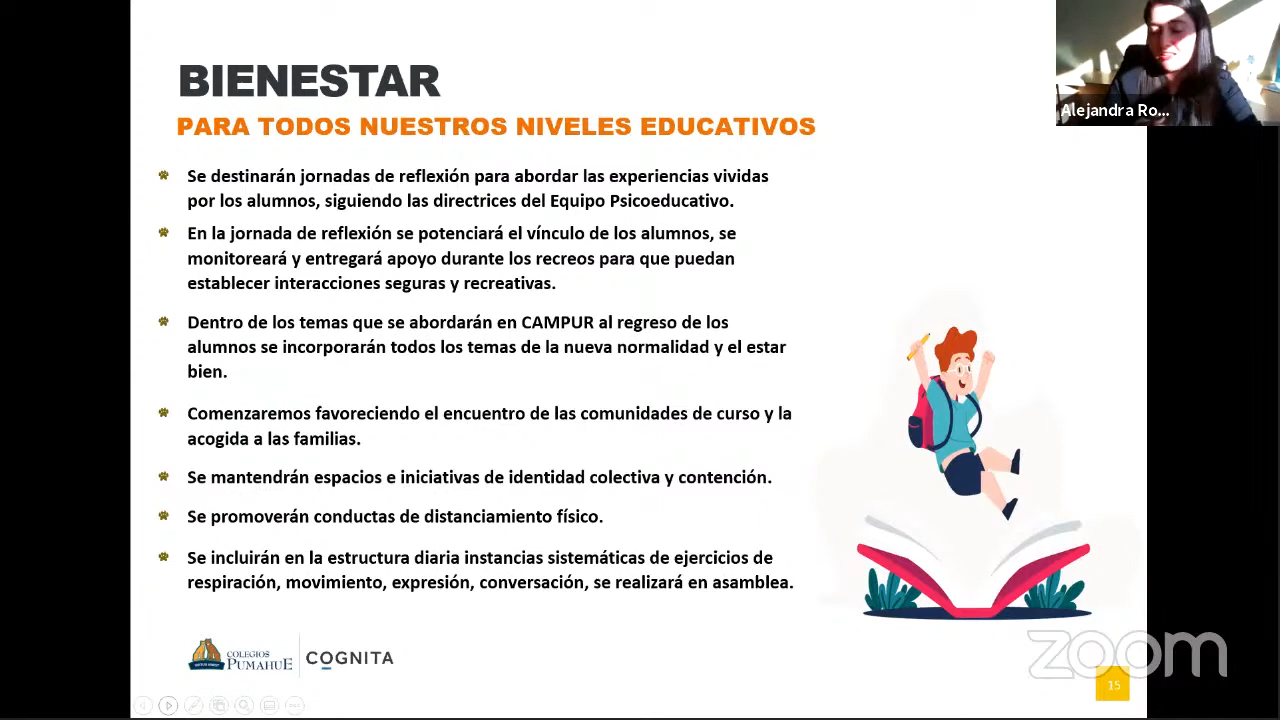 BIENESTAR
PARA TODOS NUESTROS NIVELES EDUCATIVOS
Alejandra Ro...
Se destinarán jornadas de reflexión para abordar las experiencias vividas
por los alumnos, siguiendo las directrices del Equipo Psicoeducativo.
En la jornada de reflexión se potenciará el vínculo de los alumnos, se
monitoreará y entregará apoyo durante los recreos para que puedan
establecer interacciones seguras y recreativas.
Dentro de los temas que se abordarán en CAMPUR al regreso de los
alumnos se incorporarán todos los temas de la nueva normalidad y el estar
bien.
Comenzaremos favoreciendo el encuentro de las comunidades de curso y la
acogida a las familias.
Se mantendrán espacios e iniciativas de identidad colectiva y contención.
Se promoverán conductas de distanciamiento físico.
Se incluirán en la estructura diaria instancias sistemáticas de ejercicios de
respiración, movimiento, expresión, conversación, se realizará en asamblea.
COLEGIOS
PUMAHUE
COGNITA
zoom
15